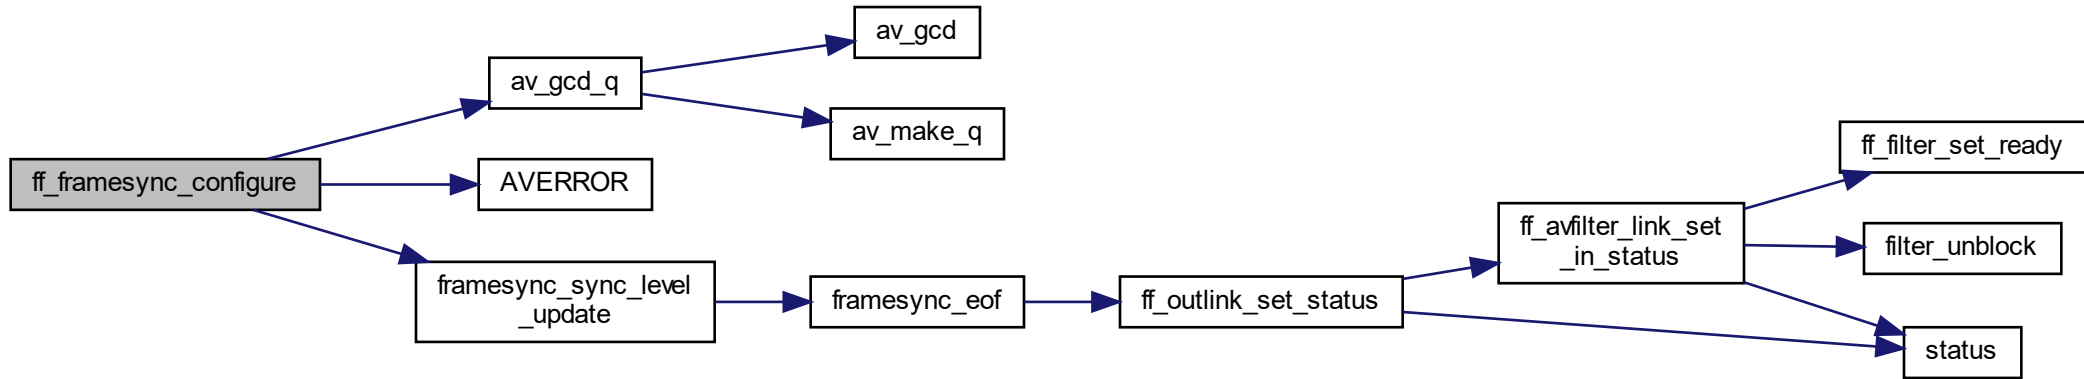 av_gcd
av_gcd_q
av_make_q
ff_filter_set_ready
ff_framesync_configure
AVERROR
ff_avfilter_link_set
_in_status
filter_unblock
framesync_sync_level
_update
framesync_eof
ff_outlink_set_status
status